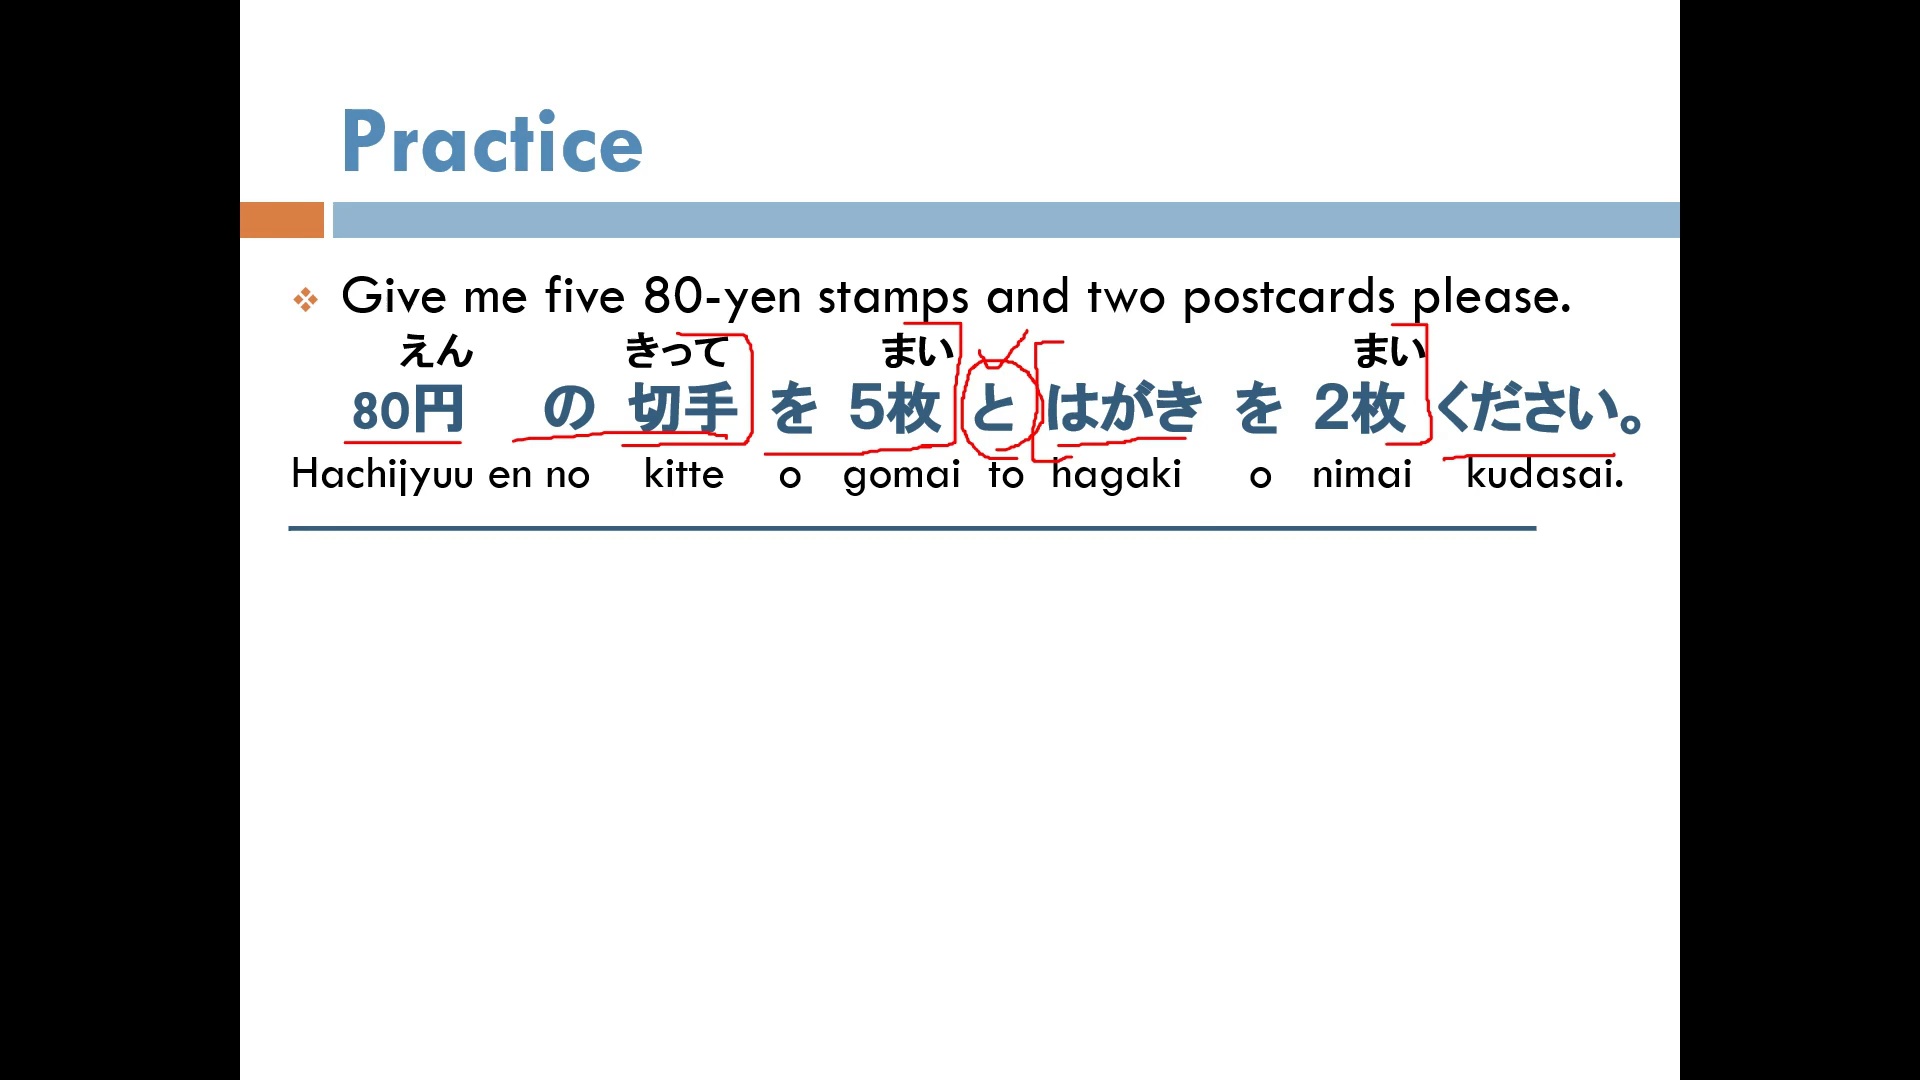 Practice
Give me five 80-yen stamps and two postcards please.
えん きって まい まい
80円 の 切手 を 5枚 と はがき を 2枚 ください。
Hachijyuu en no kitte o gomai to hagaki o nimai kudasai.